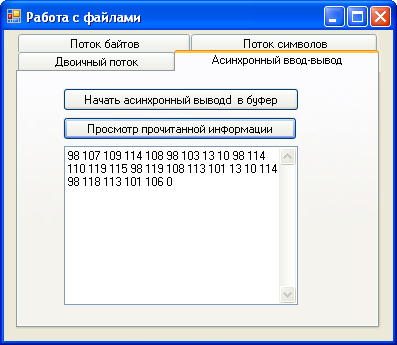 Работа с файлами
Поток байтов
Поток символов
Двоичный поток
Асинхронный ввод-вывод
Начать асинхронный выводd в буфер
Просмотр прочитанной информации
98 107 109 114 108 98 103 13 10 98 114
110 119 115 98 119 108 113 101 13 10 114
98 118 113 101 106 0